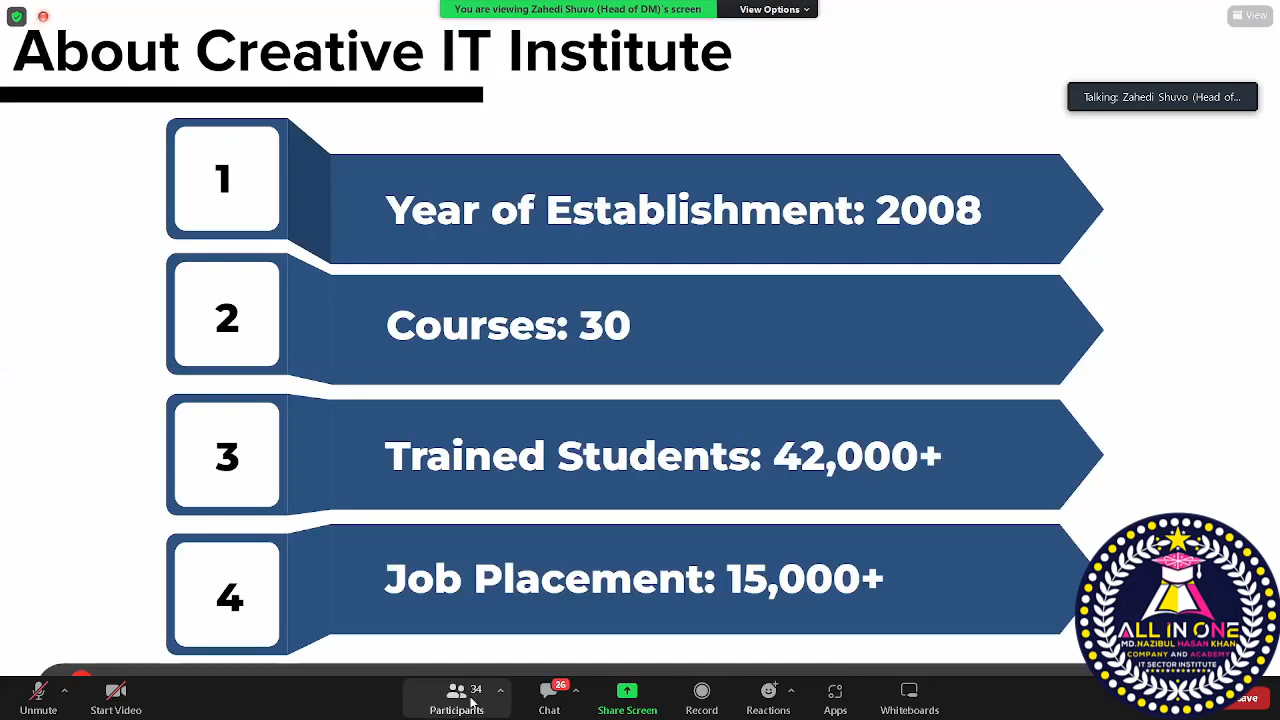 You are viewing Zahedi Shuvo (Head of DM)'s screen
View Options
View
About Creative IT Institute
Talking: Zahedi Shuvo (Head of...
1
Year of Establishment: 2008
2
Courses: 30
3
Trained Students: 42,000+
4
Job Placement: 15,000+
ALL IN ONE
MD.NAZIBUL HASAN KHAN
COMPANY AND ACADEMY
IT SECTOR INSTITUTE
34
26
Unmute
Start Video
Participants
Chat
Share Screen
Record
Reactions
Apps
Whiteboards